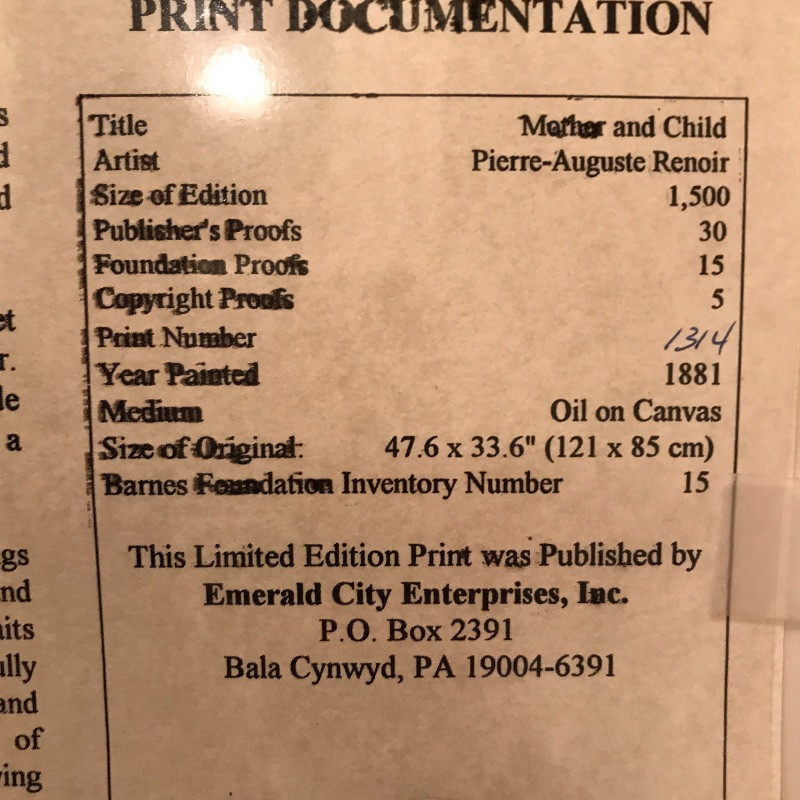 PRINT DOCUMENTATION
Title Mother and Child
Artist Pierre-Auguste Renoir
Size of Edition 1,500
Publisher's Proofs 30
Foundation Proofs 15
Copyright Proofs 5
Print Number 1314
Year Painted 1881
Medium Oil on Canvas
Size of Original: 47.6 x 33.6" (121 x 85 cm)
Barnes Foundation Inventory Number 15
This Limited Edition Print was Published by
Emerald City Enterprises, Inc.
P.O. Box 2391
Bala Cynwyd, PA 19004-6391